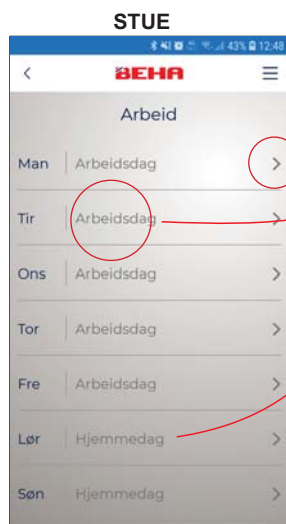 STUE
43% 12:48
BEHA
Arbeid
Man Arbeidsdag
Tir Arbeidsdag
Ons Arbeidsdag
Tor Arbeidsdag
Fre Arbeidsdag
Lør Hjemmedag
Søn Hjemmedag